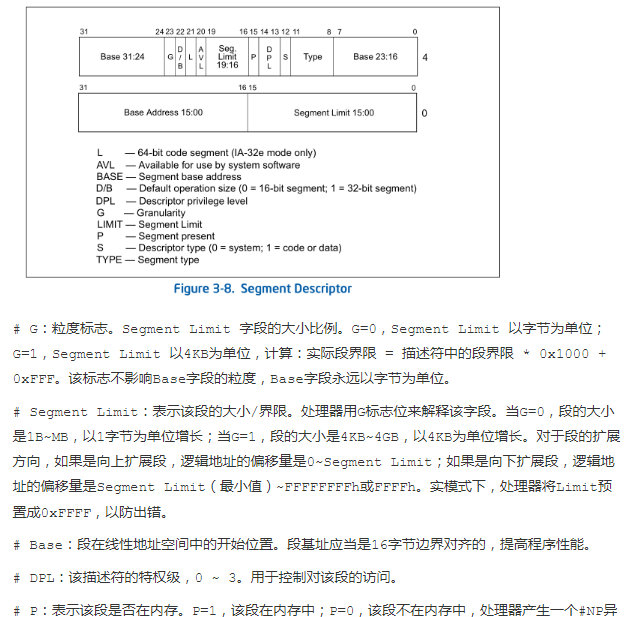 31 24 23 22 21 20 19 16 15 14 13 12 11 8 7 0
Base 31:24 G D/B L AVL Seg. Limit 19:16 P DPL S Type Base 23:16 4
31 16 15 0
Base Address 15:00 Segment Limit 15:00 0
L — 64-bit code segment (IA-32e mode only)
AVL — Available for use by system software
BASE — Segment base address
D/B — Default operation size (0 = 16-bit segment; 1 = 32-bit segment)
DPL — Descriptor privilege level
G — Granularity
LIMIT — Segment Limit
P — Segment present
S — Descriptor type (0 = system; 1 = code or data)
TYPE — Segment type
Figure 3-8. Segment Descriptor
# G：粒度标志。Segment Limit 字段的大小比例。G=0，Segment Limit 以字节为单位；
G=1，Segment Limit 以4KB为单位，计算：实际段界限 = 描述符中的段界限 * 0x1000 +
0xFFF。该标志不影响Base字段的粒度，Base字段永远以字节为单位。
# Segment Limit：表示该段的大小/界限。处理器用G标志位来解释该字段。当G=0，段的大小
是1B~MB，以1字节为单位增长；当G=1，段的大小是4KB~4GB，以4KB为单位增长。对于段的扩展
方向，如果是向上扩展段，逻辑地址的偏移量是0~Segment Limit；如果是向下扩展段，逻辑地
址的偏移量是Segment Limit（最小值）~FFFFFFFFh或FFFFh。实模式下，处理器将Limit预
置成0xFFFF，以防出错。
# Base：段在线性地址空间中的开始位置。段基址应当是16字节边界对齐的，提高程序性能。
# DPL：该描述符的特权级，0 ~ 3。用于控制对该段的访问。
# P：表示该段是否在内存。P=1，该段在内存中；P=0，该段不在内存中，处理器产生一个#NP异